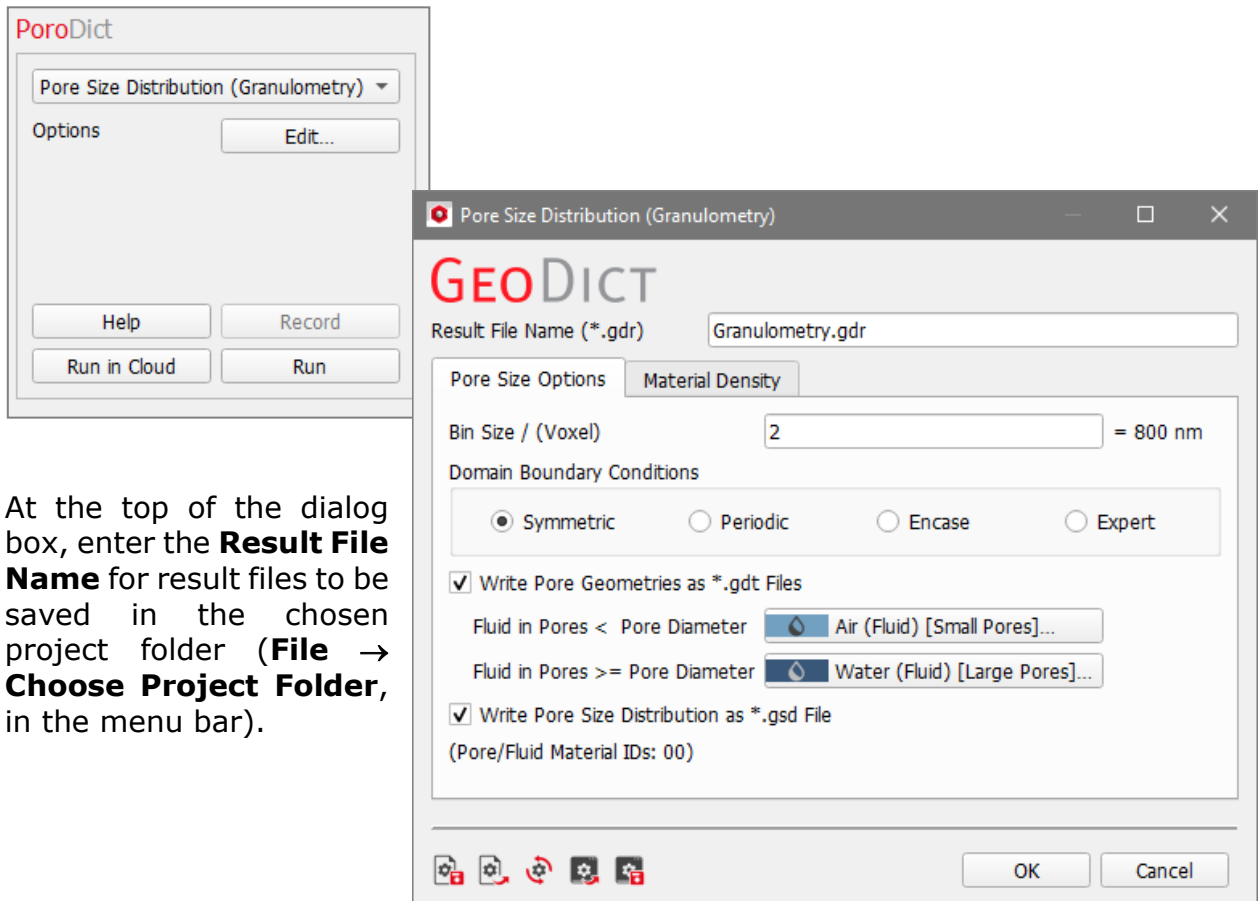 PoroDict
Pore Size Distribution (Granulometry)
Options
Edit...
Help
Record
Run in Cloud
Run
At the top of the dialog
box, enter the Result File
Name for result files to be
saved in the chosen
project folder (File →
Choose Project Folder,
in the menu bar).
Pore Size Distribution (Granulometry)
GEODICT
Result File Name (*.gdr)
Granulometry.gdr
Pore Size Options
Material Density
Bin Size / (Voxel)
2
= 800 nm
Domain Boundary Conditions
Symmetric
Periodic
Encase
Expert
Write Pore Geometries as *.gdt Files
Fluid in Pores < Pore Diameter
Air (Fluid) [Small Pores]...
Fluid in Pores >= Pore Diameter
Water (Fluid) [Large Pores]...
Write Pore Size Distribution as *.gsd File
(Pore/Fluid Material IDs: 00)
OK
Cancel